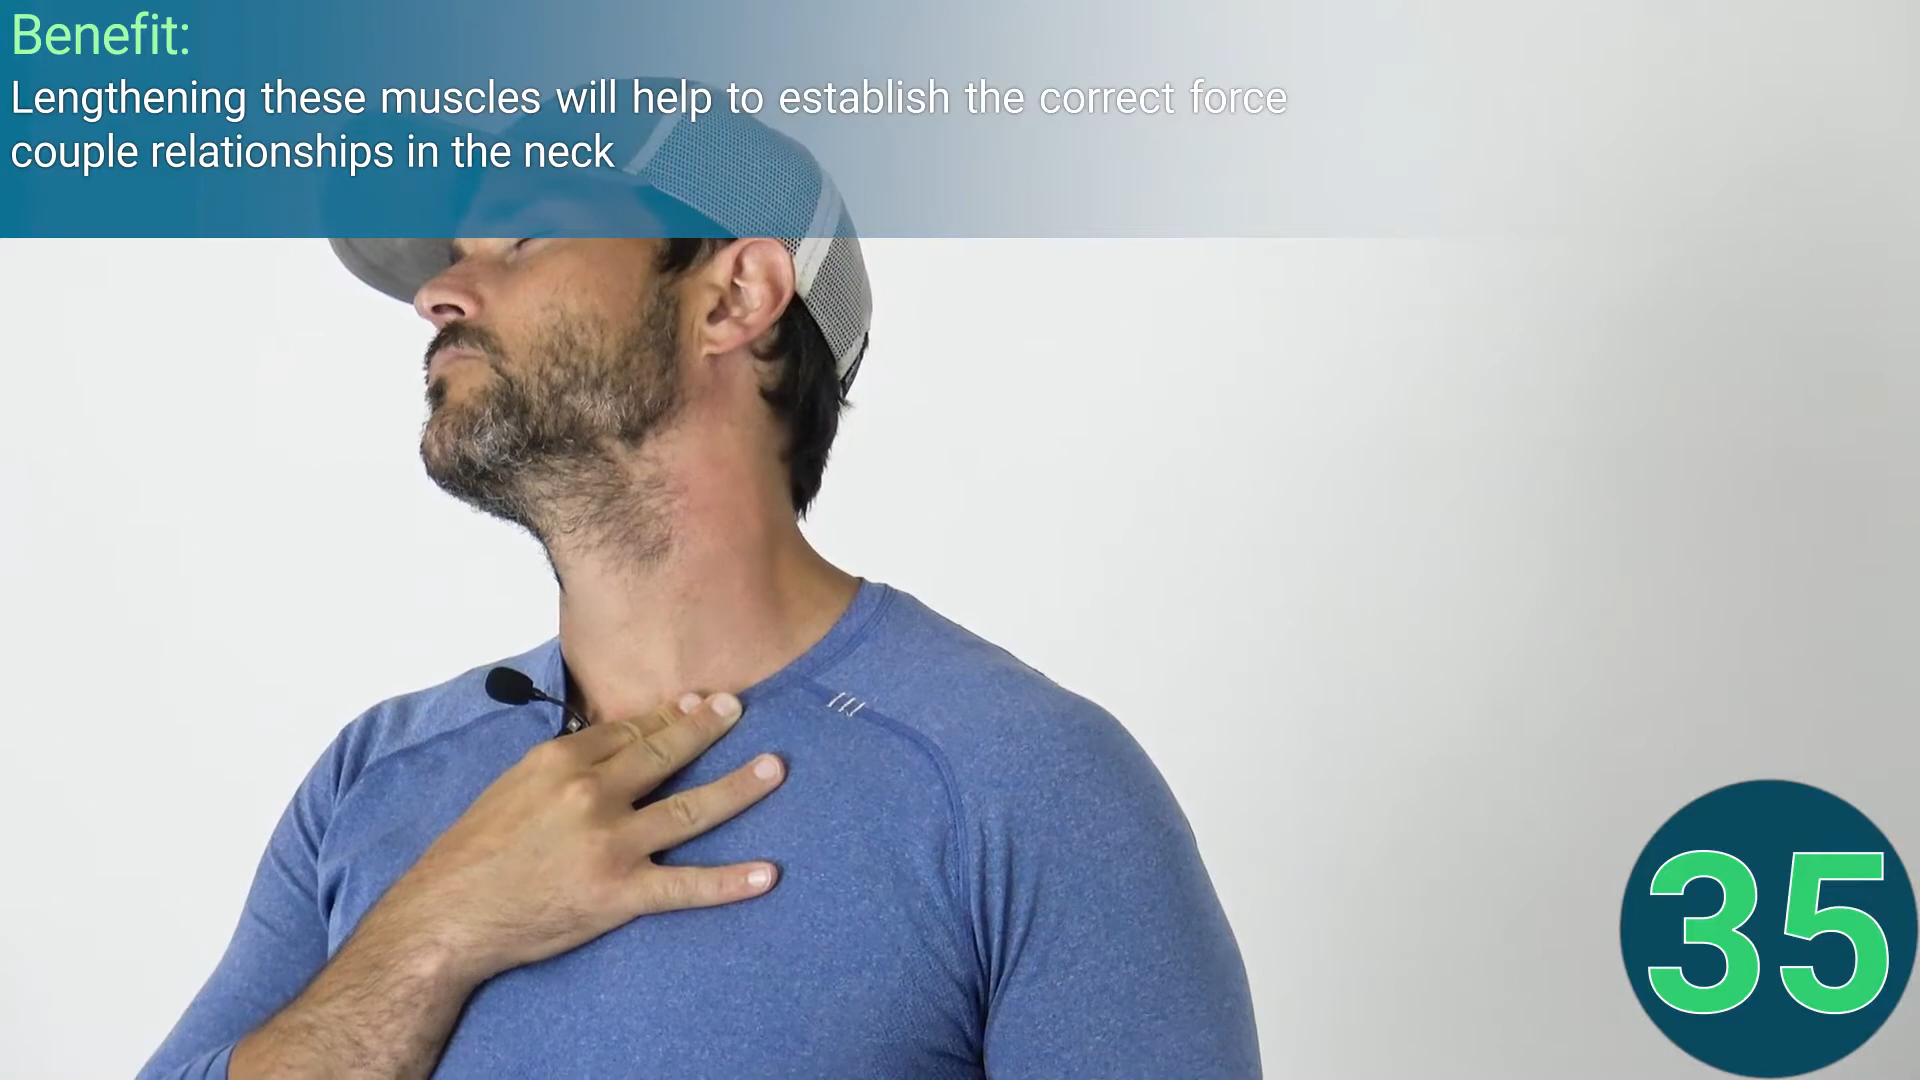 Benefit:
Lengthening these muscles will help to establish the correct force
couple relationships in the neck
35